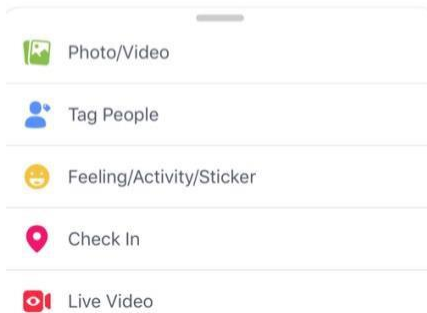 Photo/Video
Tag People
Feeling/Activity/Sticker
Check In
Live Video